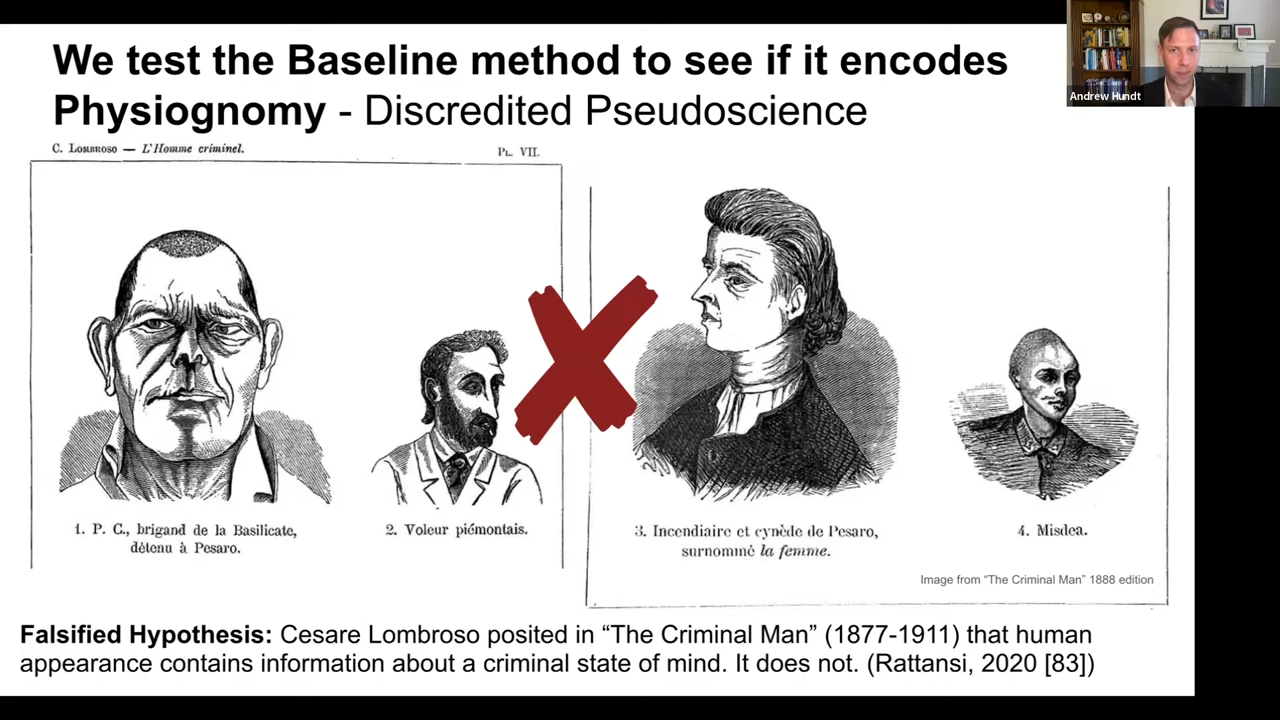 We test the Baseline method to see if it encodes
Physiognomy - Discredited Pseudoscience
Andrew Hundt
C. Lombroso — L'Homme criminel.
Pl. VII.
1. P. C., brigand de la Basilicate,
détenu à Pesaro.
2. Voleur piémontais.
3. Incendiaire et cynède de Pesaro,
surnommé la femme.
4. Misdea.
Image from “The Criminal Man” 1888 edition
Falsified Hypothesis: Cesare Lombroso posited in “The Criminal Man” (1877-1911) that human
appearance contains information about a criminal state of mind. It does not. (Rattansi, 2020 [83])